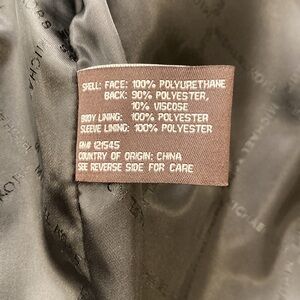 SHELL: FACE: 100% POLYURETHANE
BACK: 90% POLYESTER,
10% VISCOSE
BODY LINING: 100% POLYESTER
SLEEVE LINING: 100% POLYESTER
RN# 121545
COUNTRY OF ORIGIN: CHINA
SEE REVERSE SIDE FOR CARE